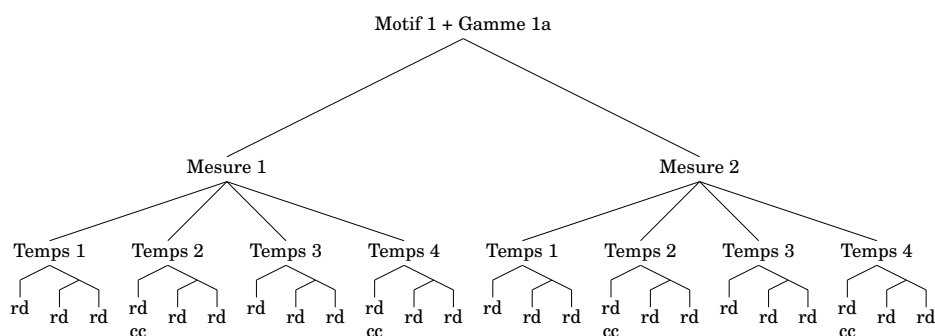 Motif 1 + Gamme 1a
Mesure 1 Mesure 2
Temps 1 Temps 2 Temps 3 Temps 4 Temps 1 Temps 2 Temps 3 Temps 4
rd rd rd rd rd rd rd rd rd rd rd rd rd rd rd rd rd rd rd rd rd rd rd rd
cc cc cc cc